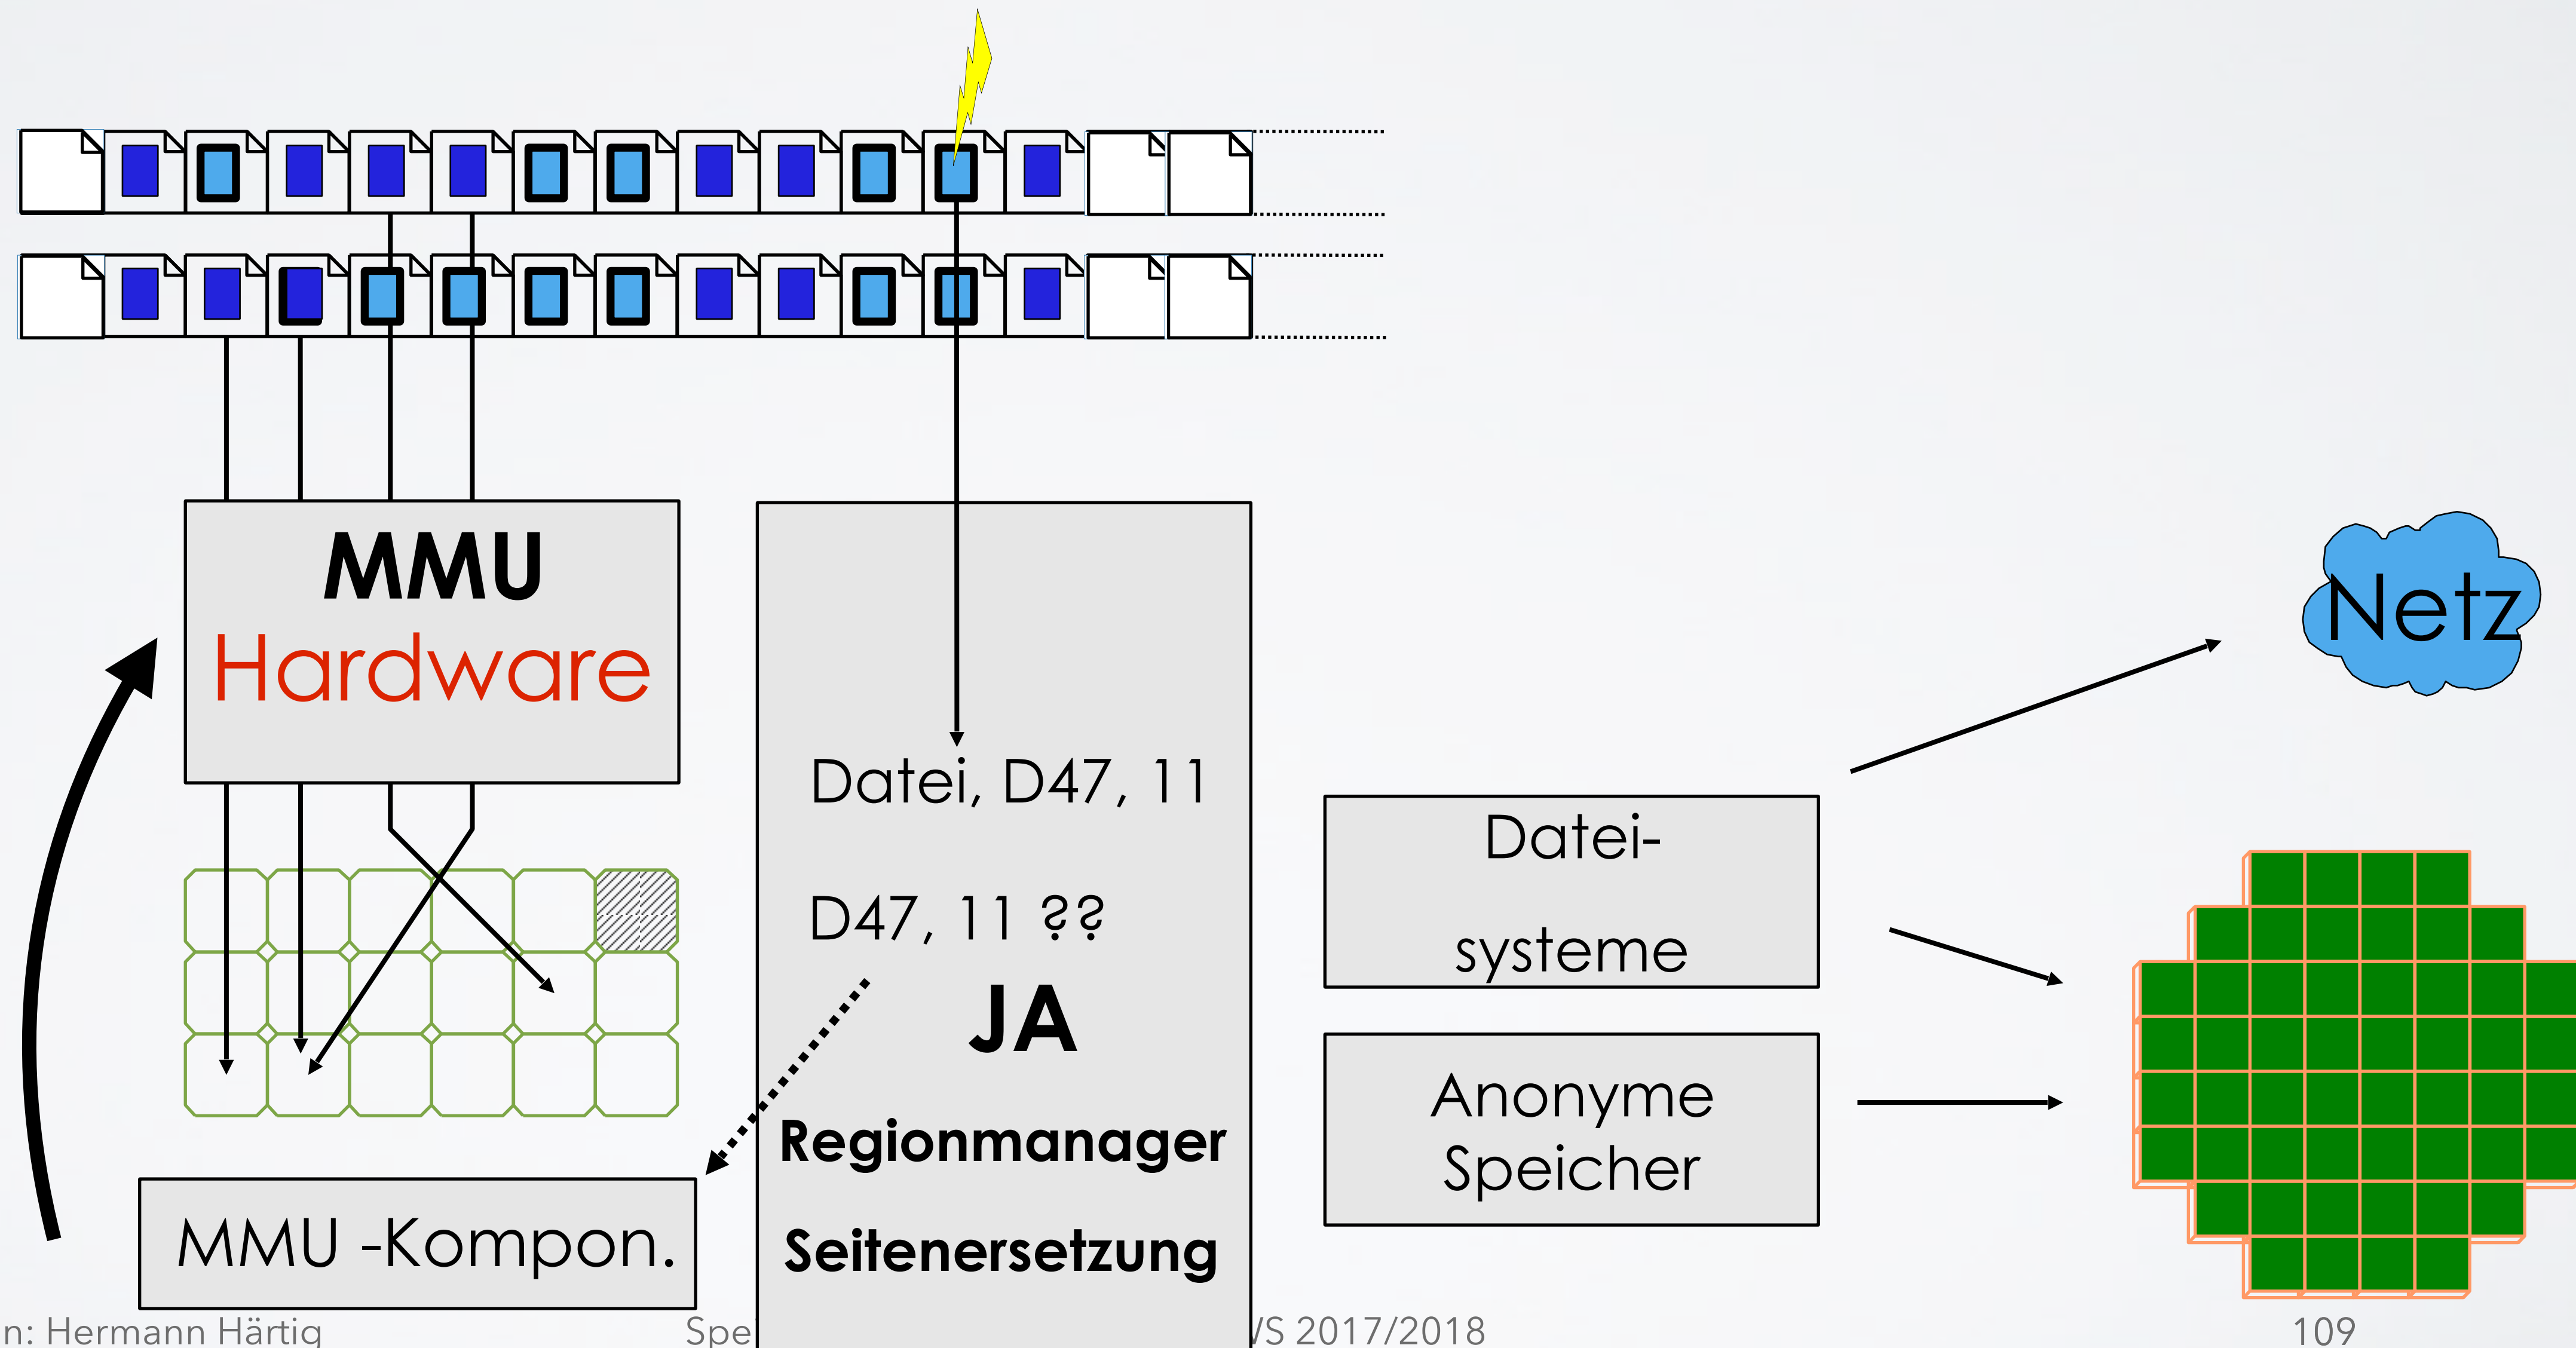 MMU
Hardware
Datei, D47, 11
D47, 11 ??
JA
Regionmanager
Seitenersetzung
MMU -Kompon.
Datei-
systeme
Anonyme
Speicher
Netz
n: Hermann Härtig
Spe
WS 2017/2018
109